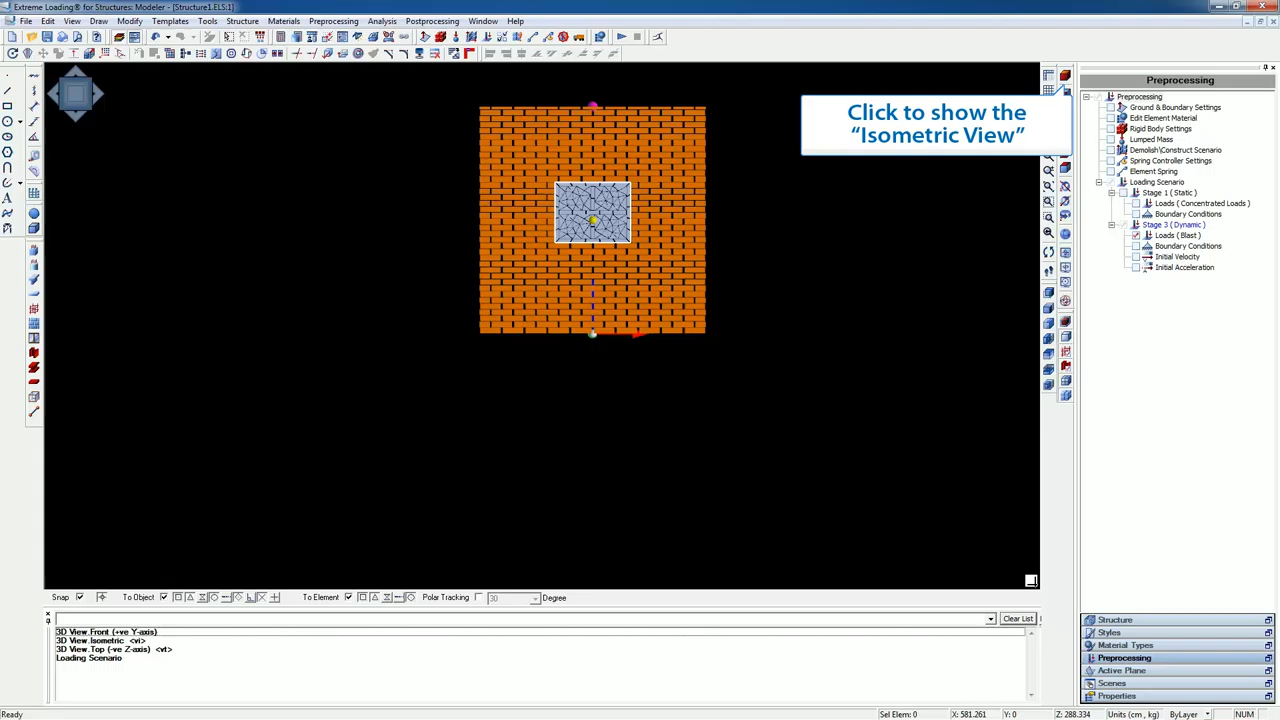 Extreme Loading® for Structures: Modeler - [Structure1.ELS:1]
File Edit View Draw Modify Templates Tools Structure Materials Preprocessing Analysis Postprocessing Window Help
Click to show the
“Isometric View”
Preprocessing
Preprocessing
Ground & Boundary Settings
Edit Element Material
Rigid Body Settings
Lumped Mass
Demolish\Construct Scenario
Spring Controller Settings
Element Spring
Loading Scenario
Stage 1 (Static )
Loads ( Concentrated Loads )
Boundary Conditions
Stage 3 (Dynamic )
Loads ( Blast )
Boundary Conditions
Initial Velocity
Initial Acceleration
Snap To Object To Element Polar Tracking 30 Degree
Clear List
3D View.Front (+ve Y-axis)
3D View.Isometric <vi>
3D View.Top (-ve Z-axis) <vt>
Loading Scenario
Structure
Styles
Material Types
Preprocessing
Active Plane
Scenes
Properties
Ready Sel Elem: 0 X: 581.261 Y: 0 Z: 288.334 Units (cm , kg) ByLayer NUM